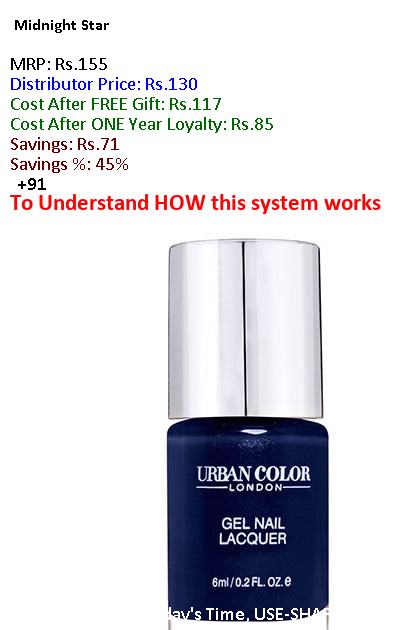 Midnight Star
MRP: Rs.155
Distributor Price: Rs.130
Cost After FREE Gift: Rs.117
Cost After ONE Year Loyalty: Rs.85
Savings: Rs.71
Savings %: 45%
+91
To Understand HOW this system works
URBAN COLOR
LONDON
GEL NAIL
LACQUER
6ml/0.2 FL. OZ. e
Time, USE-